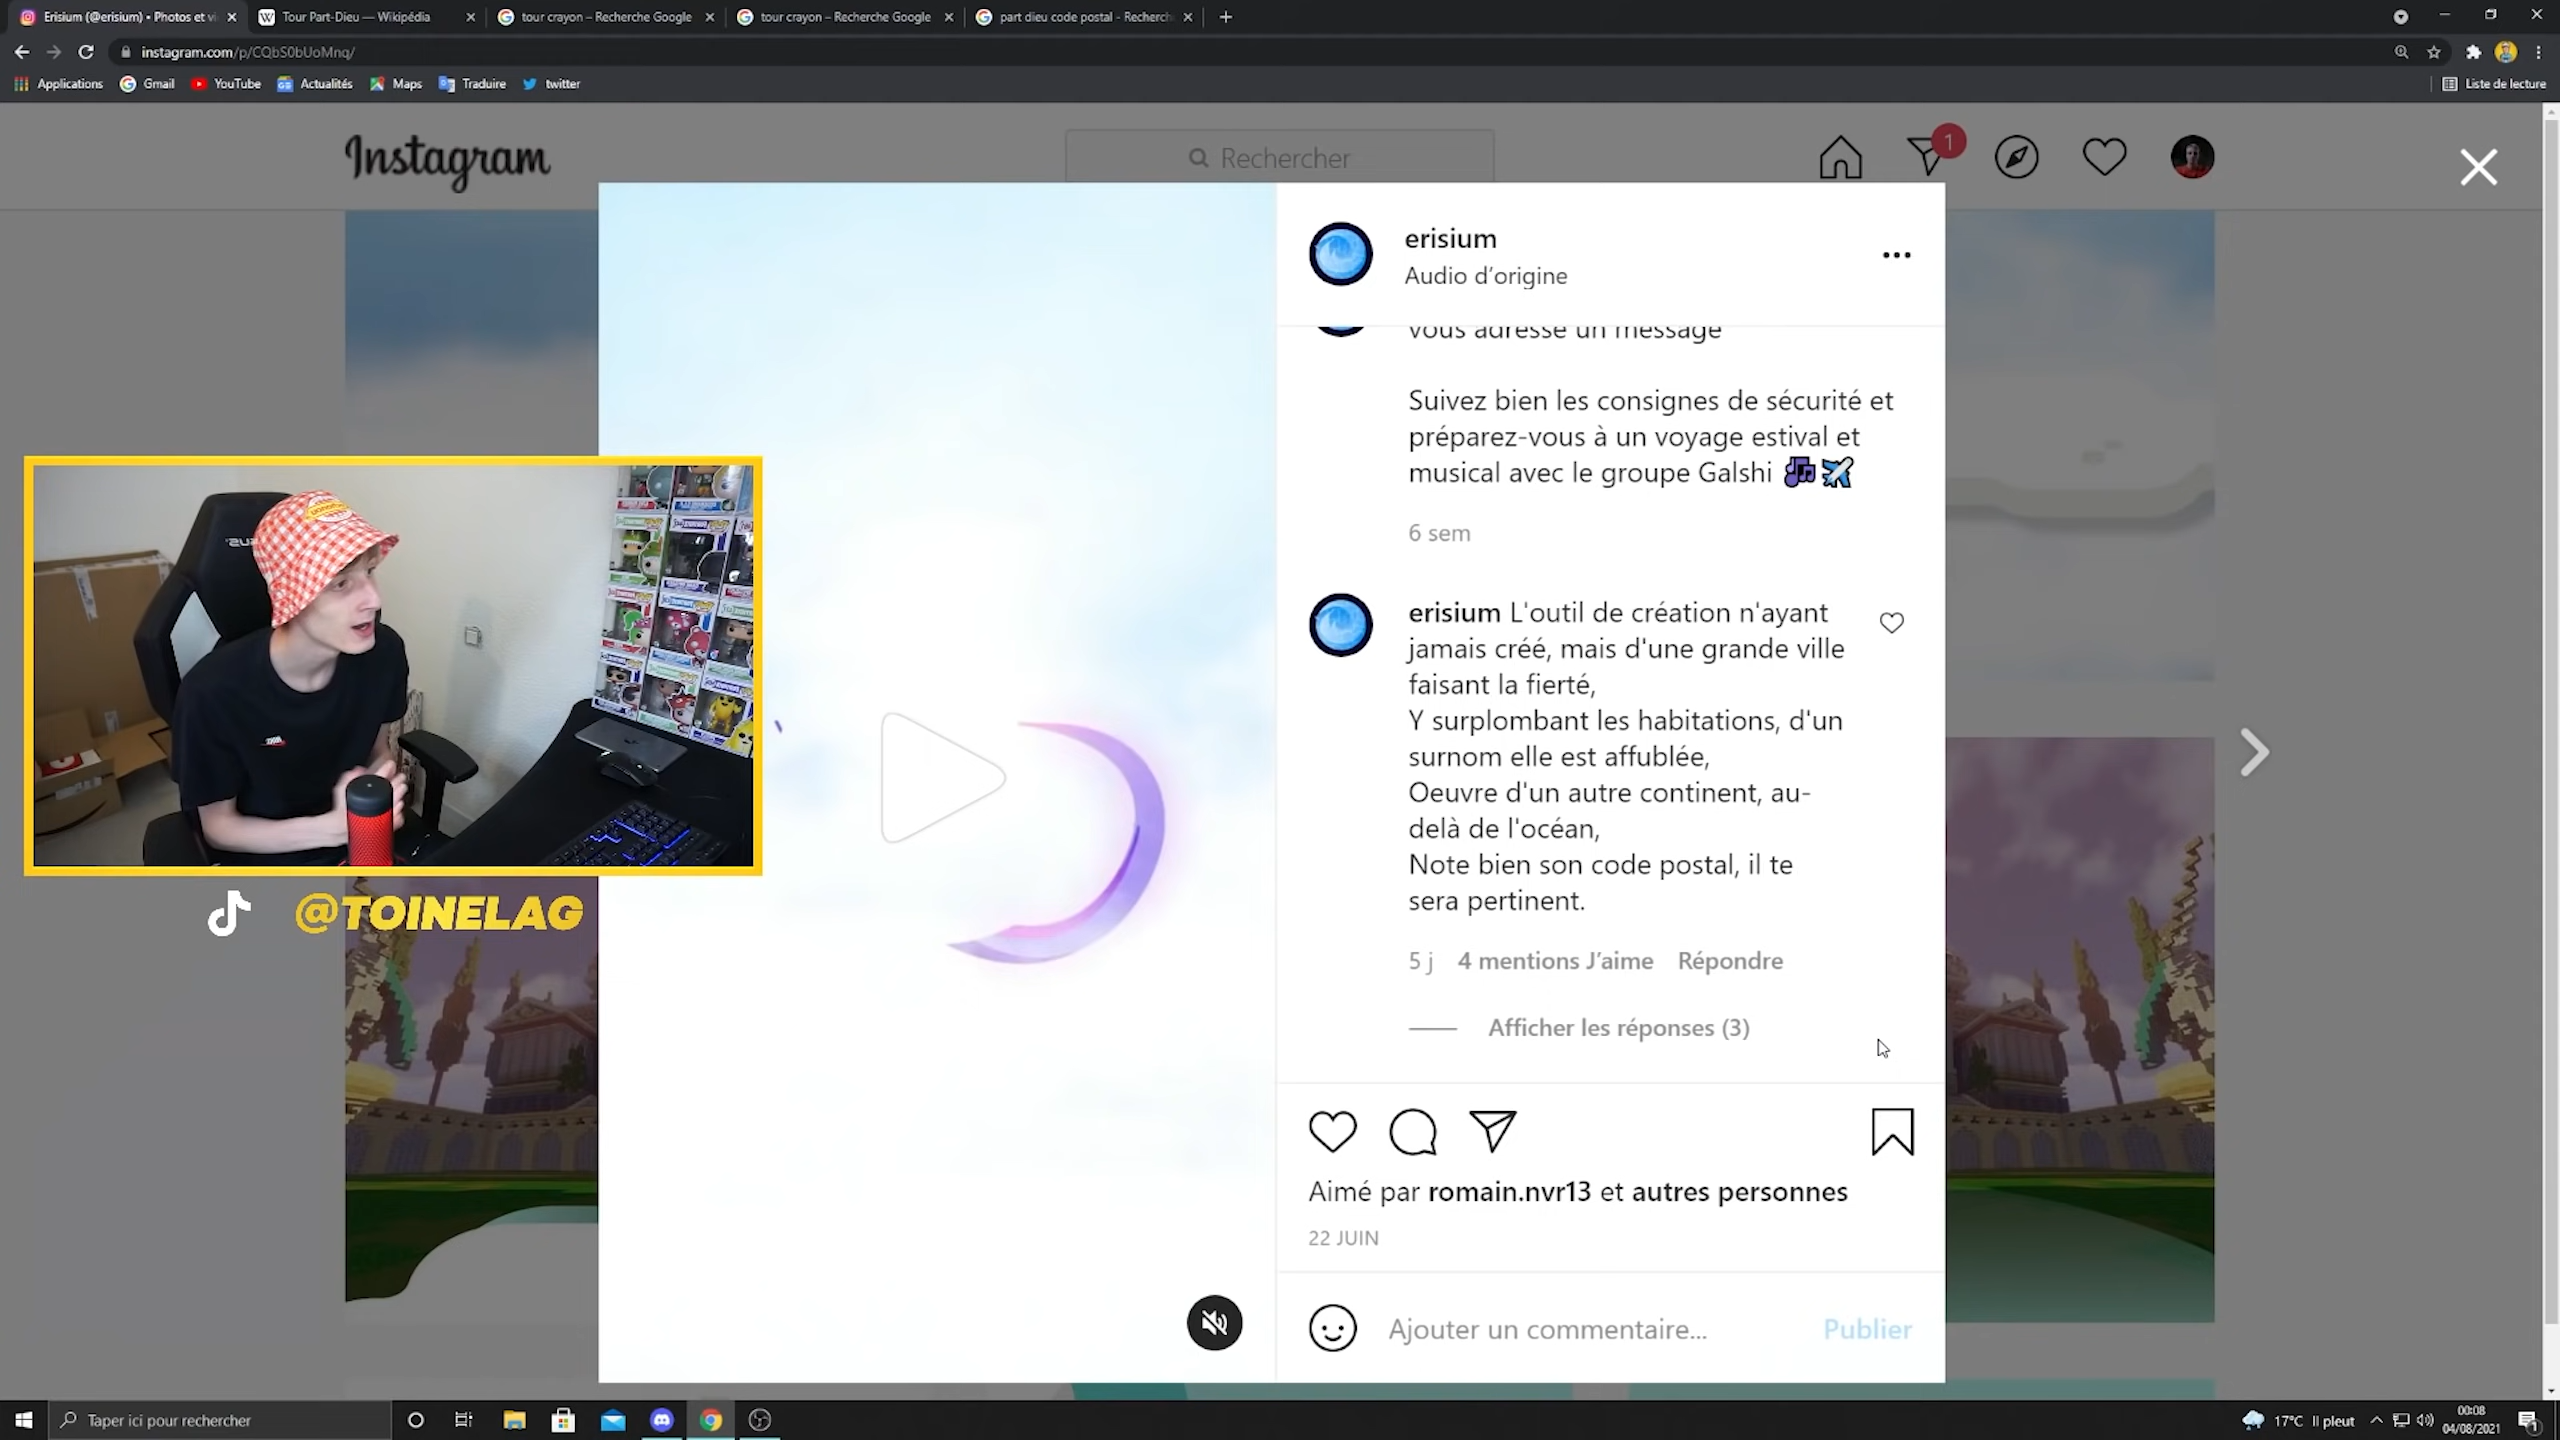 Erisium (@erisium) • Photos et vi
Tour Part-Dieu — Wikipédia
tour crayon – Recherche Google
tour crayon – Recherche Google
part dieu code postal - Recherch
instagram.com/p/CQbS0bUoMnq/
Applications
Gmail
YouTube
Actualités
Maps
Traduire
twitter
Liste de lecture
Instagram
Rechercher
1
erisium
Audio d’origine
vous adresse un message
Suivez bien les consignes de sécurité et
préparez-vous à un voyage estival et
musical avec le groupe Galshi
6 sem
erisium L'outil de création n'ayant
jamais créé, mais d'une grande ville
faisant la fierté,
Y surplombant les habitations, d'un
surnom elle est affublée,
Oeuvre d'un autre continent, au-
delà de l'océan,
Note bien son code postal, il te
sera pertinent.
5 j 4 mentions J’aime Répondre
Afficher les réponses (3)
Aimé par romain.nvr13 et autres personnes
22 JUIN
Ajouter un commentaire...
Publier
@TOINELAG
Taper ici pour rechercher
17°C Il pleut
00:08
04/08/2021
1